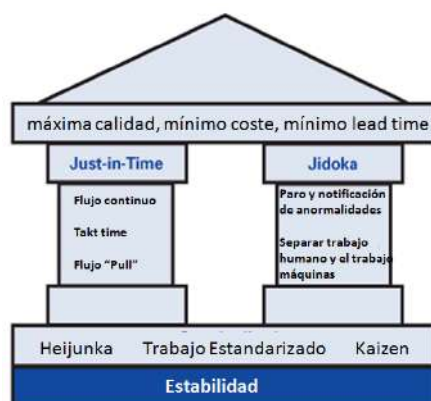 máxima calidad, mínimo coste, mínimo lead time
Just-in-Time
Flujo continuo
Takt time
Flujo “Pull”
Jidoka
Paro y notificación
de anormalidades
Separar trabajo
humano y el trabajo
máquinas
Heijunka Trabajo Estandarizado Kaizen
Estabilidad